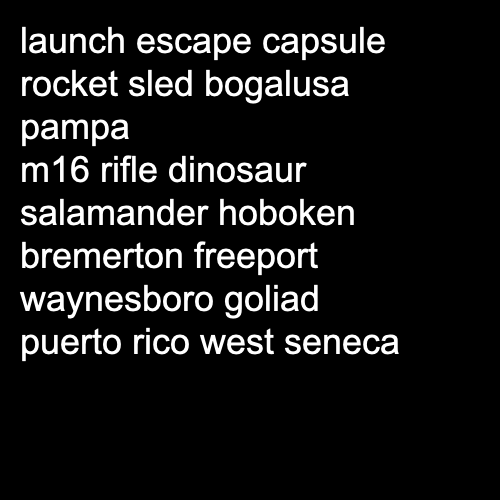 launch escape capsule
rocket sled bogalusa
pampa
m16 rifle dinosaur
salamander hoboken
bremerton freeport
waynesboro goliad
puerto rico west seneca